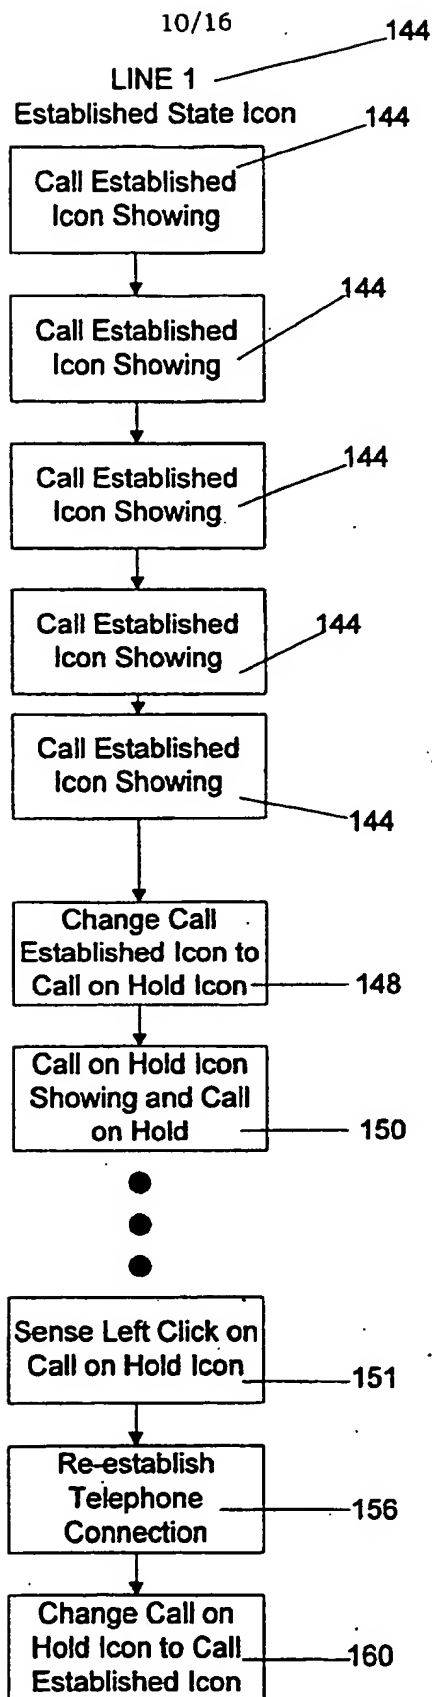 10/16
144
LINE 1
Established State Icon
144
Call Established
Icon Showing
144
Call Established
Icon Showing
144
Call Established
Icon Showing
144
Call Established
Icon Showing
Call Established
Icon Showing
144
Change Call
Established Icon to
Call on Hold Icon
148
Call on Hold Icon
Showing and Call
on Hold
150
Sense Left Click on
Call on Hold Icon
151
Re-establish
Telephone
Connection
156
Change Call on
Hold Icon to Call
Established Icon
160